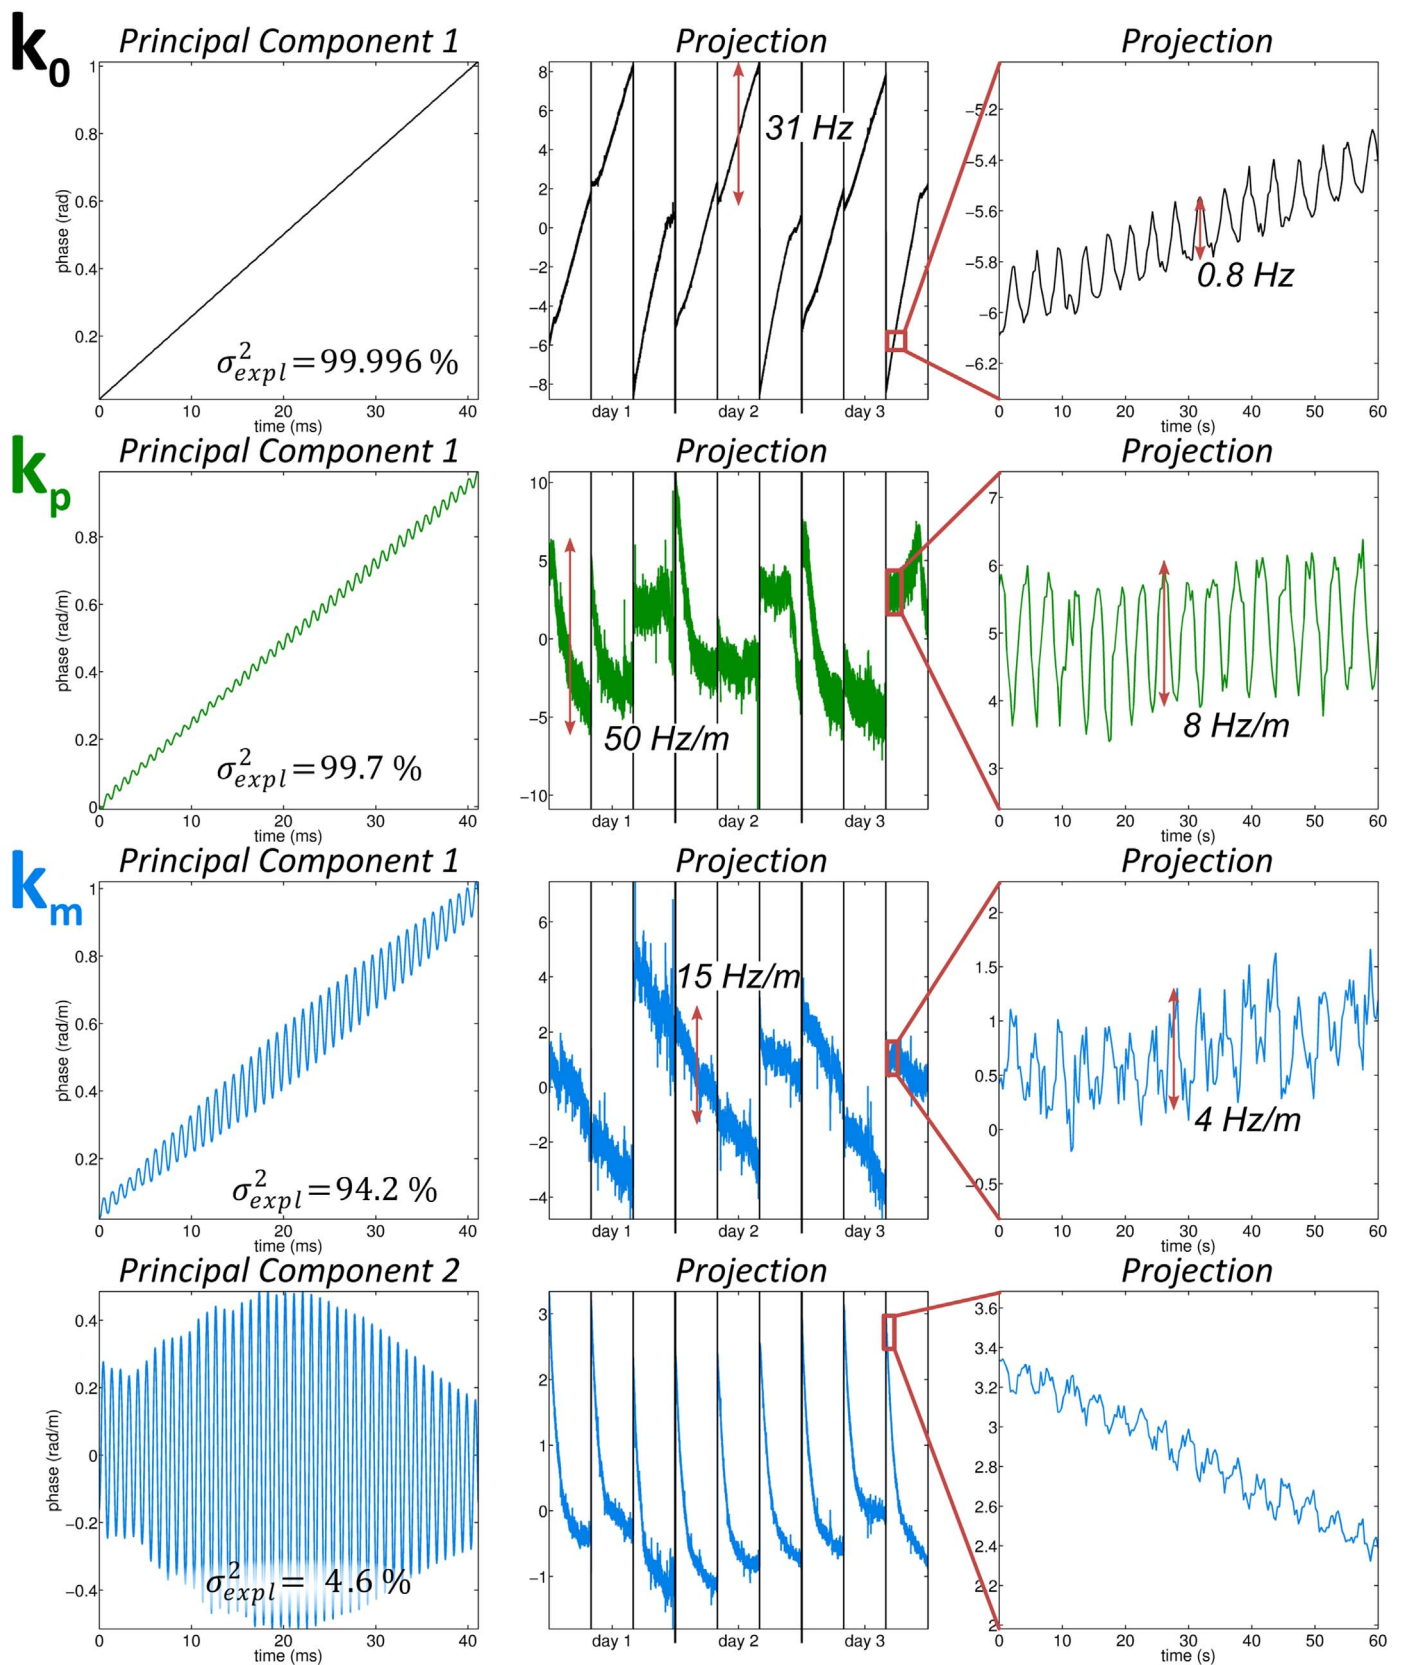 k0
Principal Component 1
Projection
Projection
1
0.8
0.6
0.4
0.2
phase (rad)
σ²expl=99.996 %
0 10 20 30 40
time (ms)
8
6
4
2
0
−2
−4
−6
−8
31 Hz
day 1 day 2 day 3
−5.2
−5.4
−5.6
−5.8
−6
−6.2
0.8 Hz
0 10 20 30 40 50 60
time (s)
kp
Principal Component 1
Projection
Projection
0.8
0.6
0.4
0.2
0
phase (rad/m)
σ²expl=99.7 %
0 10 20 30 40
time (ms)
10
5
0
−5
−10
50 Hz/m
day 1 day 2 day 3
7
6
5
4
3
8 Hz/m
0 10 20 30 40 50 60
time (s)
km
Principal Component 1
Projection
Projection
1
0.8
0.6
0.4
0.2
phase (rad/m)
σ²expl=94.2 %
0 10 20 30 40
time (ms)
6
4
2
0
−2
−4
15 Hz/m
day 1 day 2 day 3
2
1.5
1
0.5
0
−0.5
4 Hz/m
0 10 20 30 40 50 60
time (s)
Principal Component 2
Projection
Projection
0.4
0.2
0
−0.2
−0.4
phase (rad/m)
σ²expl= 4.6 %
0 10 20 30 40
time (ms)
3
2
1
0
−1
day 1 day 2 day 3
3.6
3.4
3.2
3
2.8
2.6
2.4
2.2
2
0 10 20 30 40 50 60
time (s)